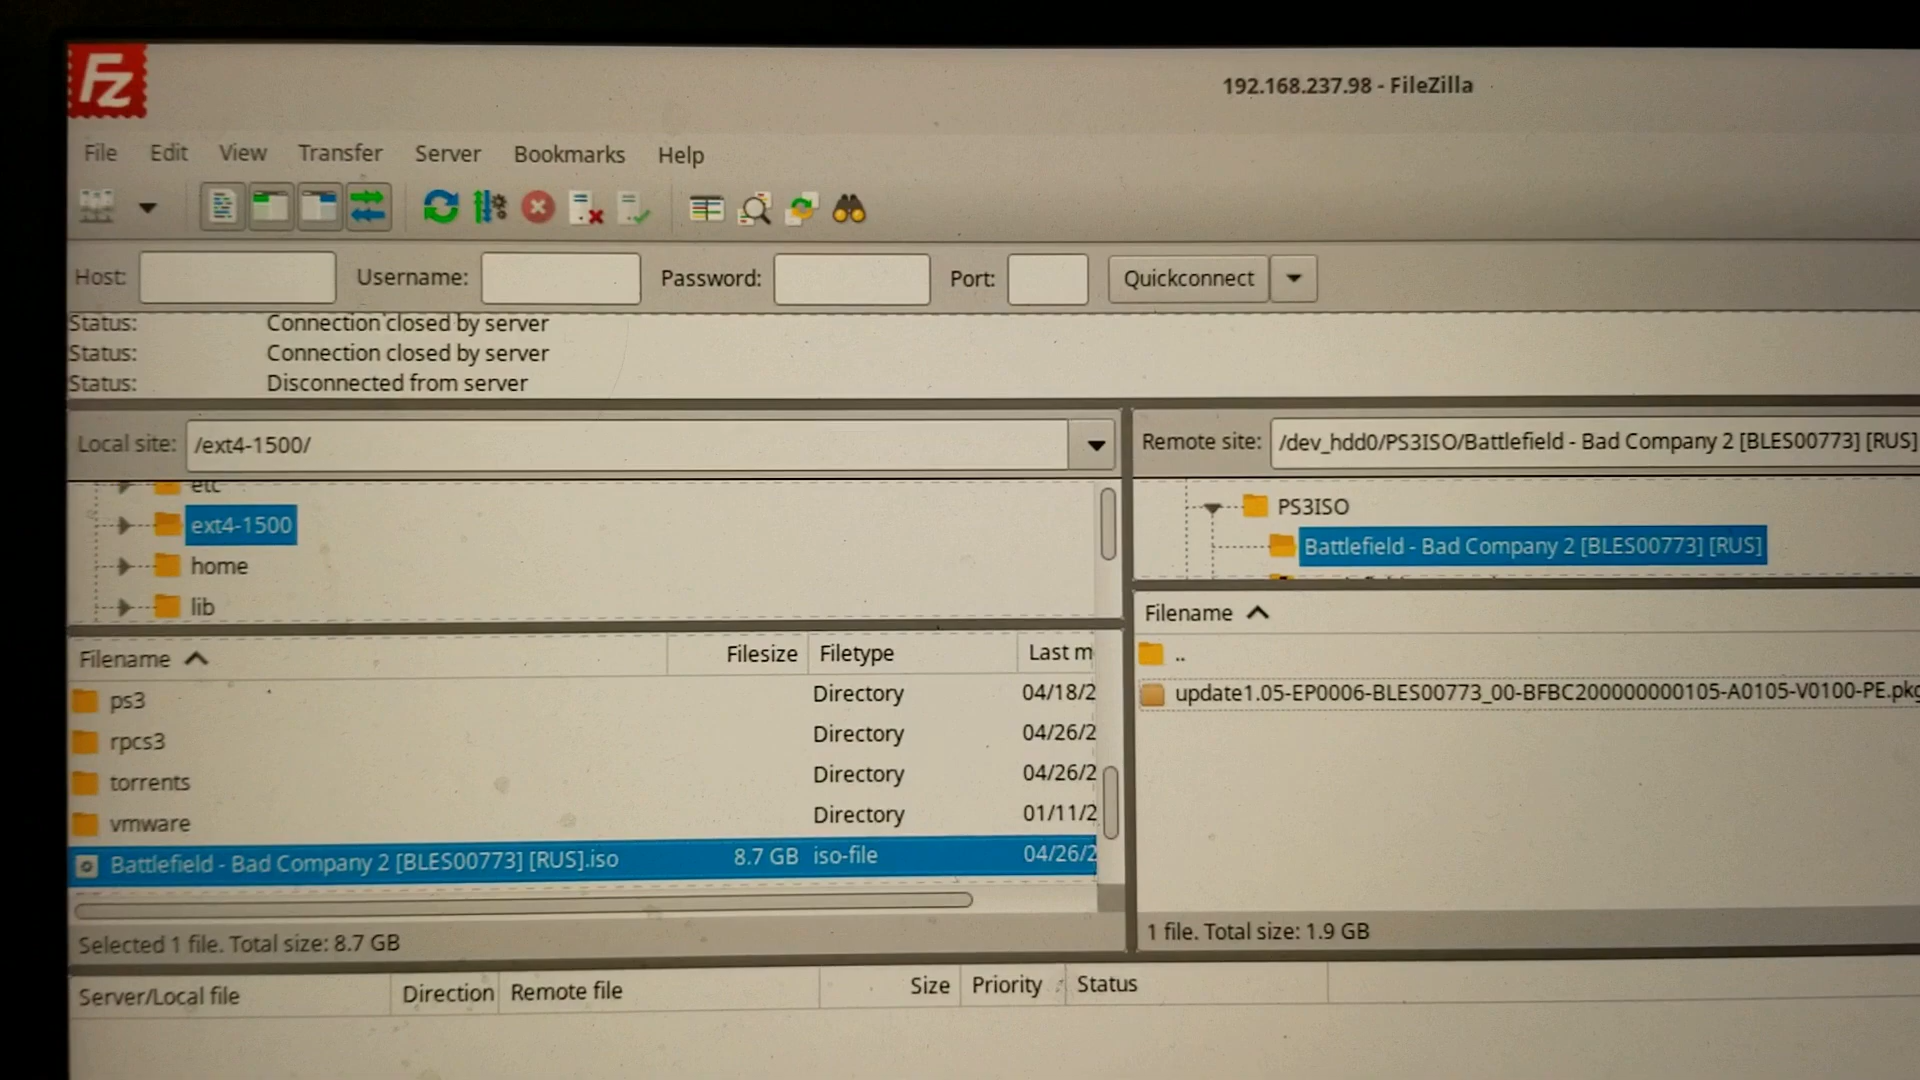 Fz
192.168.237.98 - FileZilla
File Edit View Transfer Server Bookmarks Help
Host: Username: Password: Port: Quickconnect
Status: Connection closed by server
Status: Connection closed by server
Status: Disconnected from server
Local site: /ext4-1500/
etc
ext4-1500
home
lib
Filename Filesize Filetype Last m
ps3 Directory 04/18/2
rpcs3 Directory 04/26/2
torrents Directory 04/26/2
vmware Directory 01/11/2
Battlefield - Bad Company 2 [BLES00773] [RUS].iso 8.7 GB iso-file 04/26/2
Selected 1 file. Total size: 8.7 GB
Remote site: /dev_hdd0/PS3ISO/Battlefield - Bad Company 2 [BLES00773] [RUS]
PS3ISO
Battlefield - Bad Company 2 [BLES00773] [RUS]
Filename
..
update1.05-EP0006-BLES00773_00-BFBC200000000105-A0105-V0100-PE.pkg
1 file. Total size: 1.9 GB
Server/Local file Direction Remote file Size Priority Status